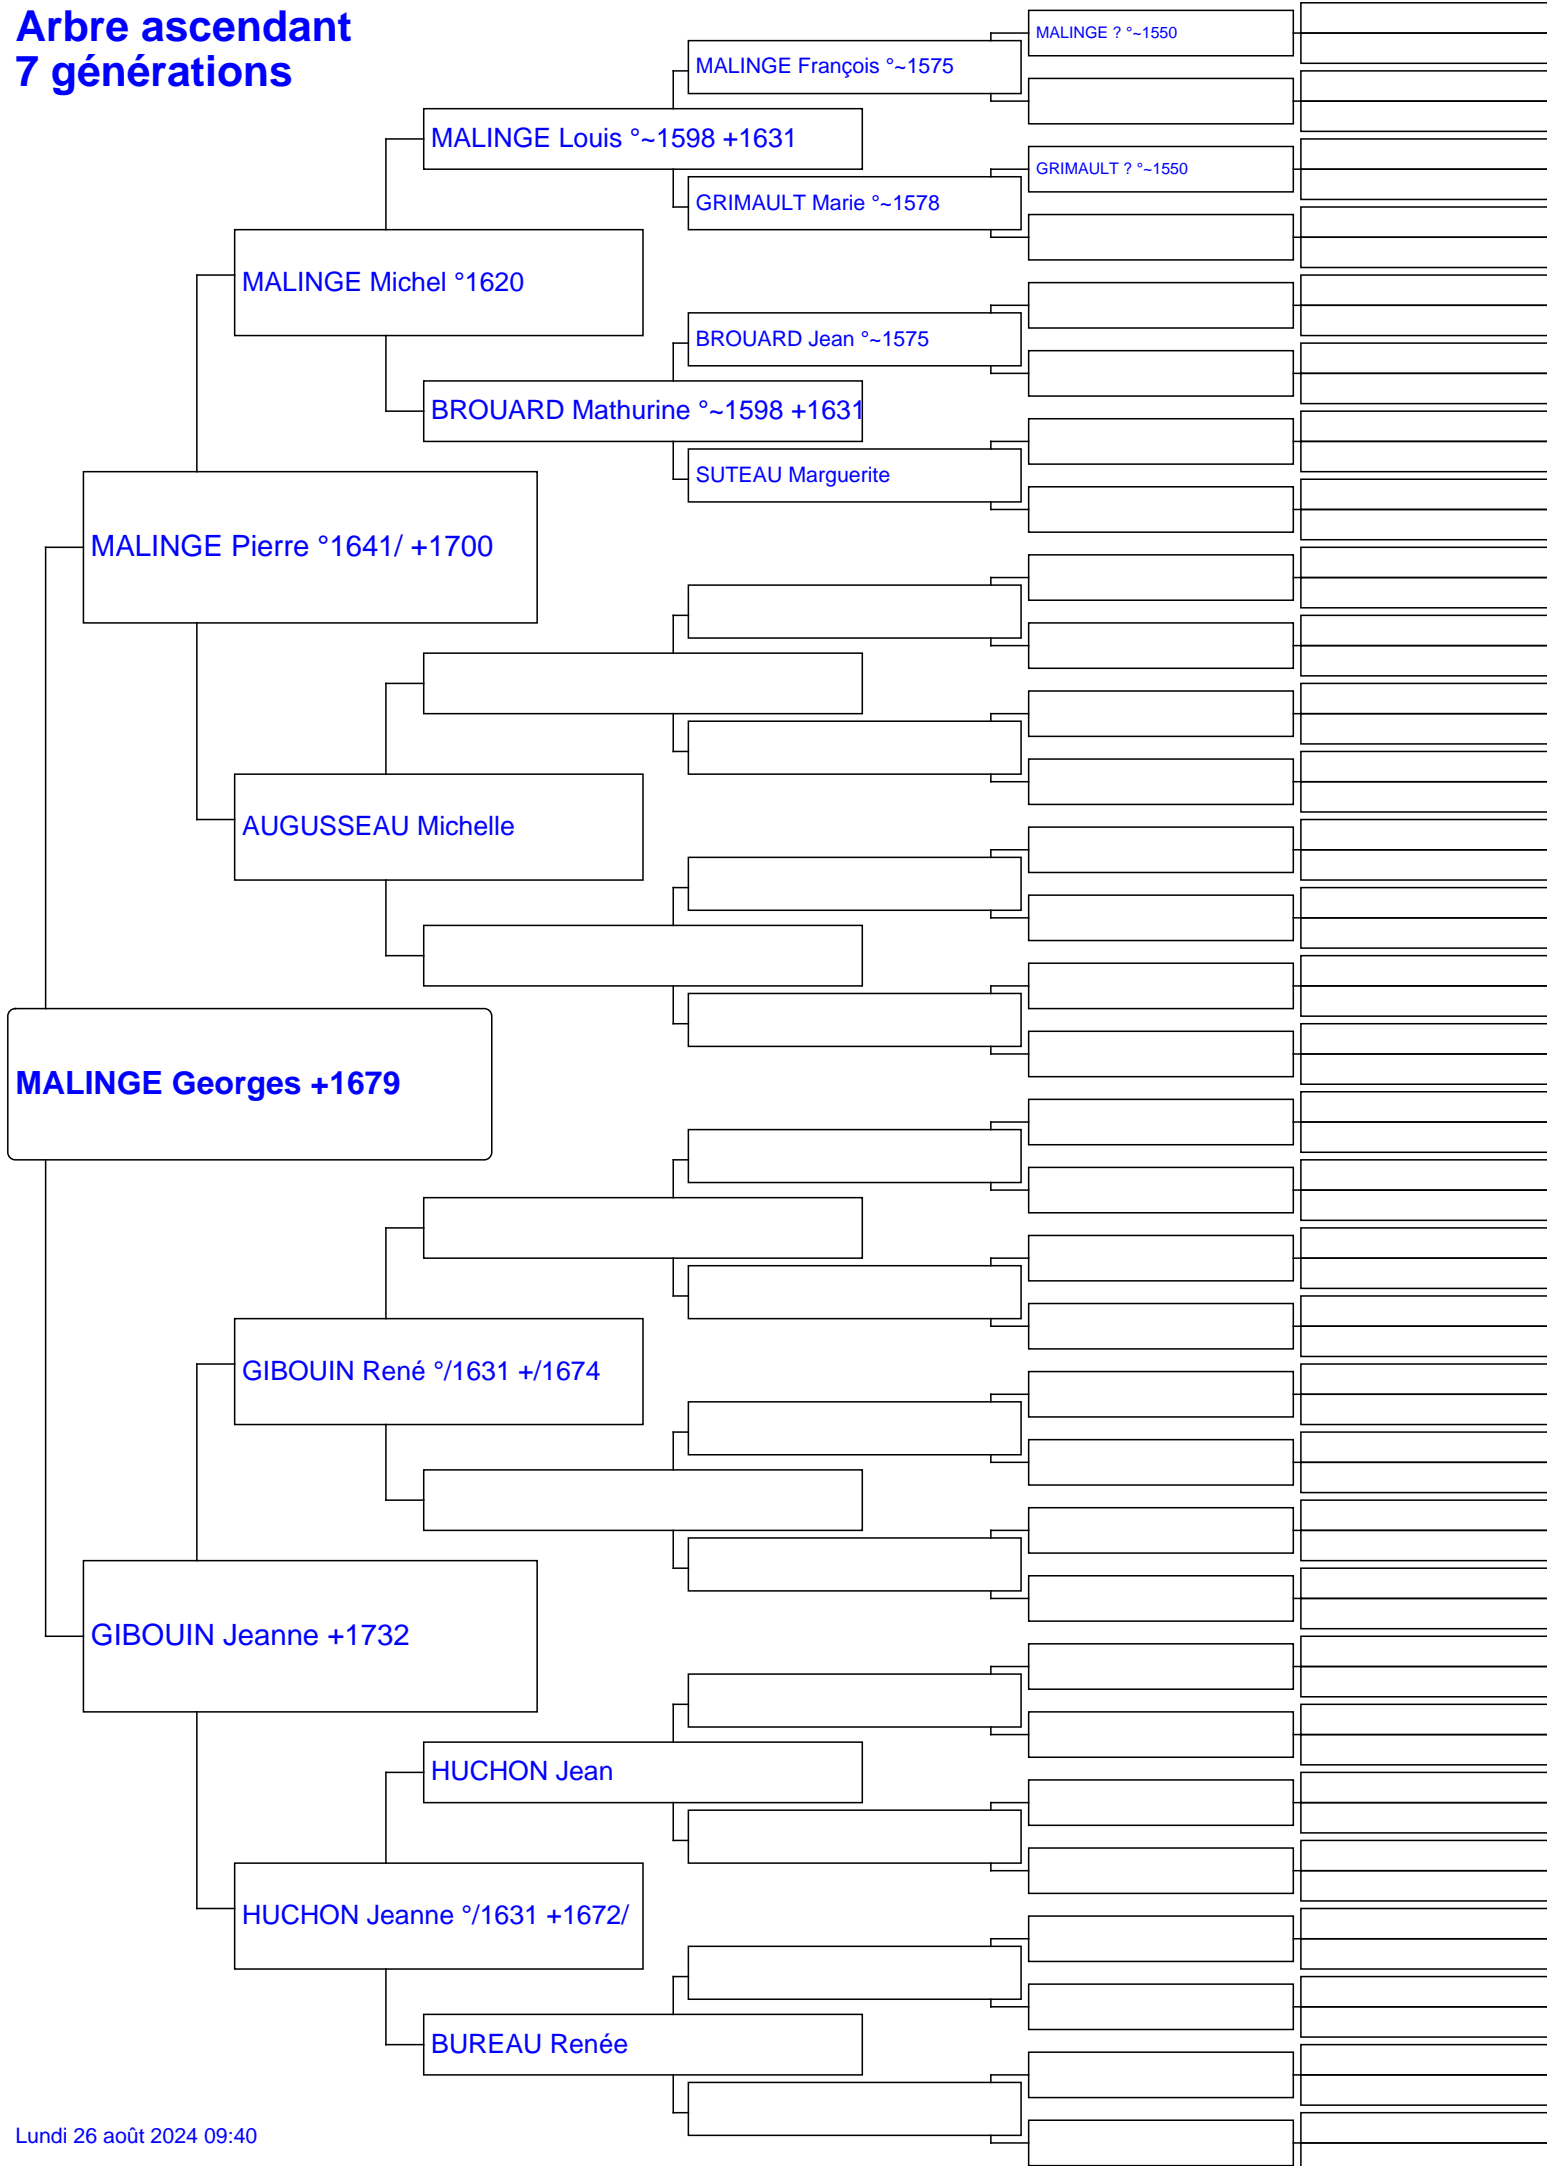 Arbre ascendant
7 générations
MALINGE ? °~1550
MALINGE François °~1575
MALINGE Louis °~1598 +1631
GRIMAULT ? °~1550
GRIMAULT Marie °~1578
MALINGE Michel °1620
BROUARD Jean °~1575
BROUARD Mathurine °~1598 +1631
SUTEAU Marguerite
MALINGE Pierre °1641/ +1700
AUGUSSEAU Michelle
MALINGE Georges +1679
GIBOUIN René °/1631 +/1674
GIBOUIN Jeanne +1732
HUCHON Jean
HUCHON Jeanne °/1631 +1672/
BUREAU Renée
Lundi 26 août 2024 09:40